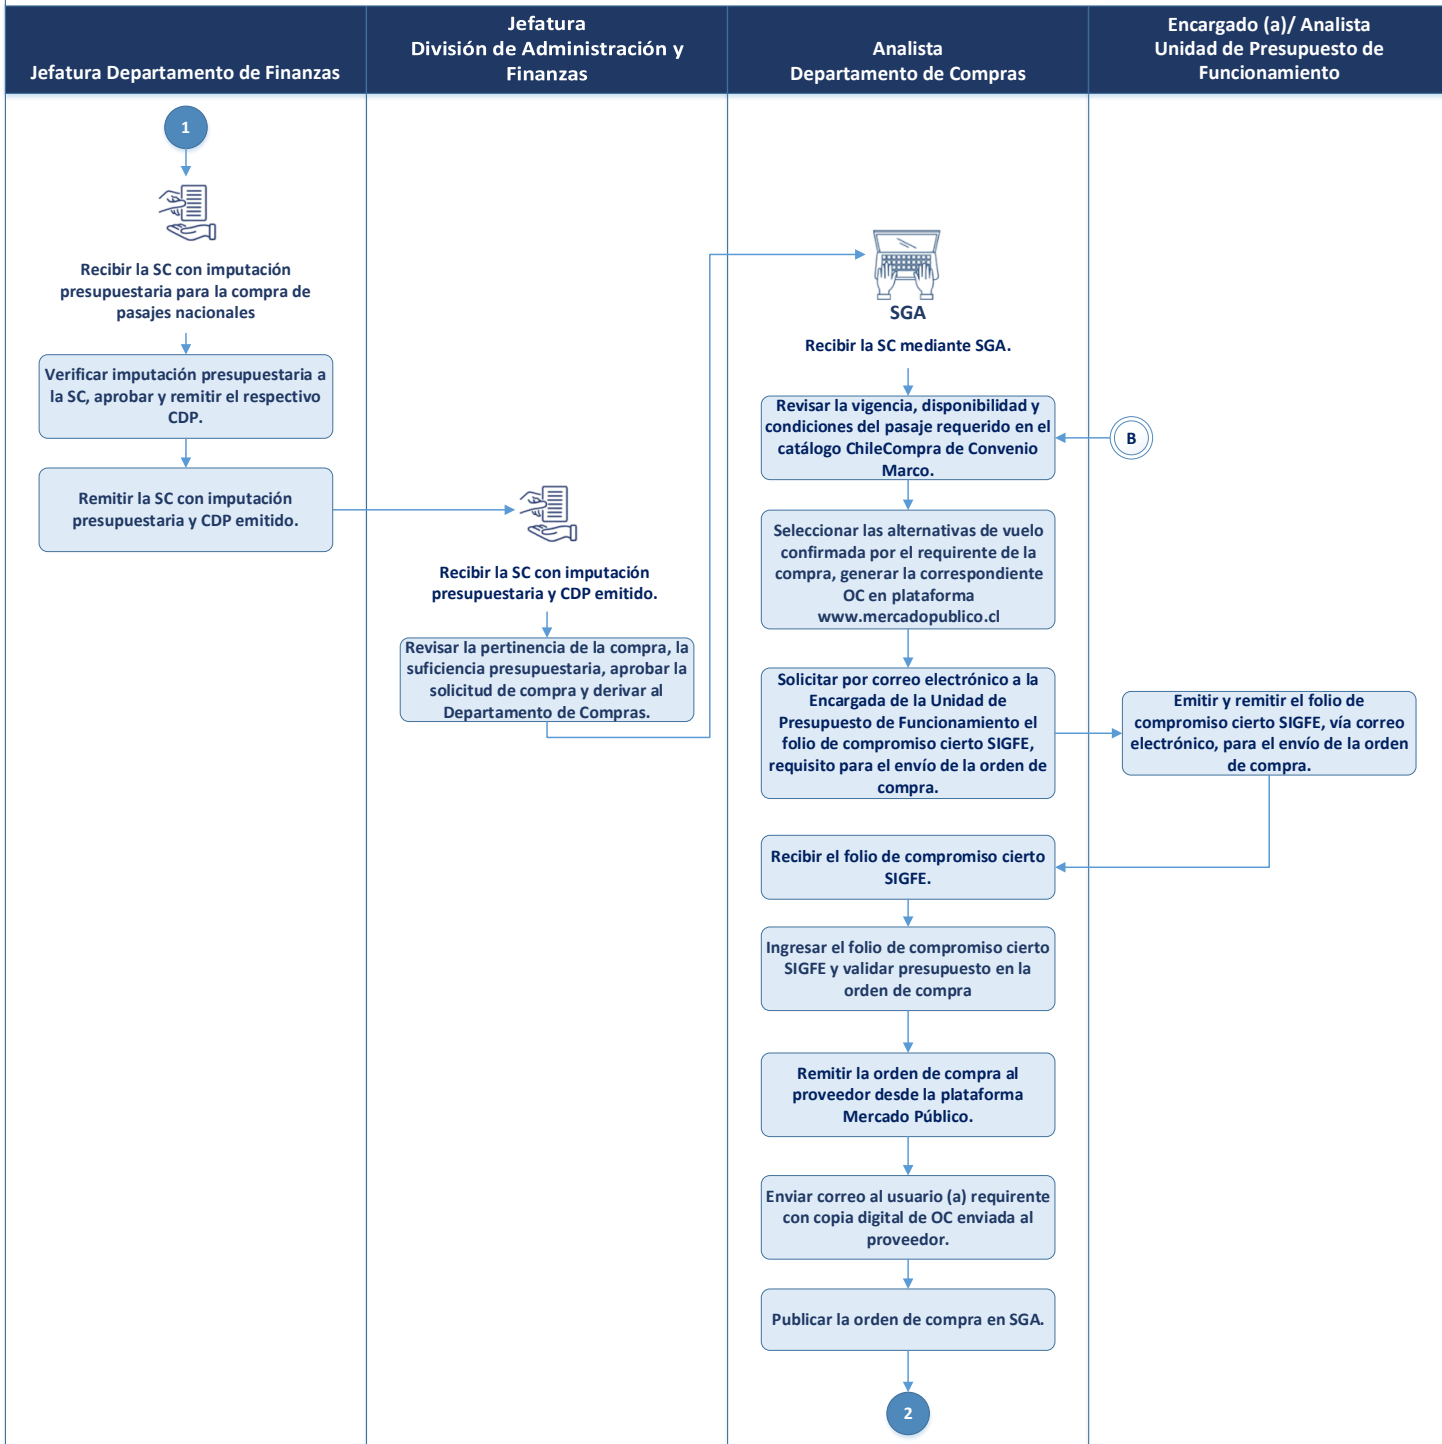 Jefatura Departamento de Finanzas
Jefatura
División de Administración y
Finanzas
Analista
Departamento de Compras
Encargado (a)/ Analista
Unidad de Presupuesto de
Funcionamiento
1
Recibir la SC con imputación
presupuestaria para la compra de
pasajes nacionales
Verificar imputación presupuestaria a
la SC, aprobar y remitir el respectivo
CDP.
Remitir la SC con imputación
presupuestaria y CDP emitido.
Recibir la SC con imputación
presupuestaria y CDP emitido.
Revisar la pertinencia de la compra, la
suficiencia presupuestaria, aprobar la
solicitud de compra y derivar al
Departamento de Compras.
SGA
Recibir la SC mediante SGA.
Revisar la vigencia, disponibilidad y
condiciones del pasaje requerido en el
catálogo ChileCompra de Convenio
Marco.
B
Seleccionar las alternativas de vuelo
confirmada por el requirente de la
compra, generar la correspondiente
OC en plataforma
www.mercadopublico.cl
Solicitar por correo electrónico a la
Encargada de la Unidad de
Presupuesto de Funcionamiento el
folio de compromiso cierto SIGFE,
requisito para el envío de la orden de
compra.
Emitir y remitir el folio de
compromiso cierto SIGFE, vía correo
electrónico, para el envío de la orden
de compra.
Recibir el folio de compromiso cierto
SIGFE.
Ingresar el folio de compromiso cierto
SIGFE y validar presupuesto en la
orden de compra
Remitir la orden de compra al
proveedor desde la plataforma
Mercado Público.
Enviar correo al usuario (a) requirente
con copia digital de OC enviada al
proveedor.
Publicar la orden de compra en SGA.
2